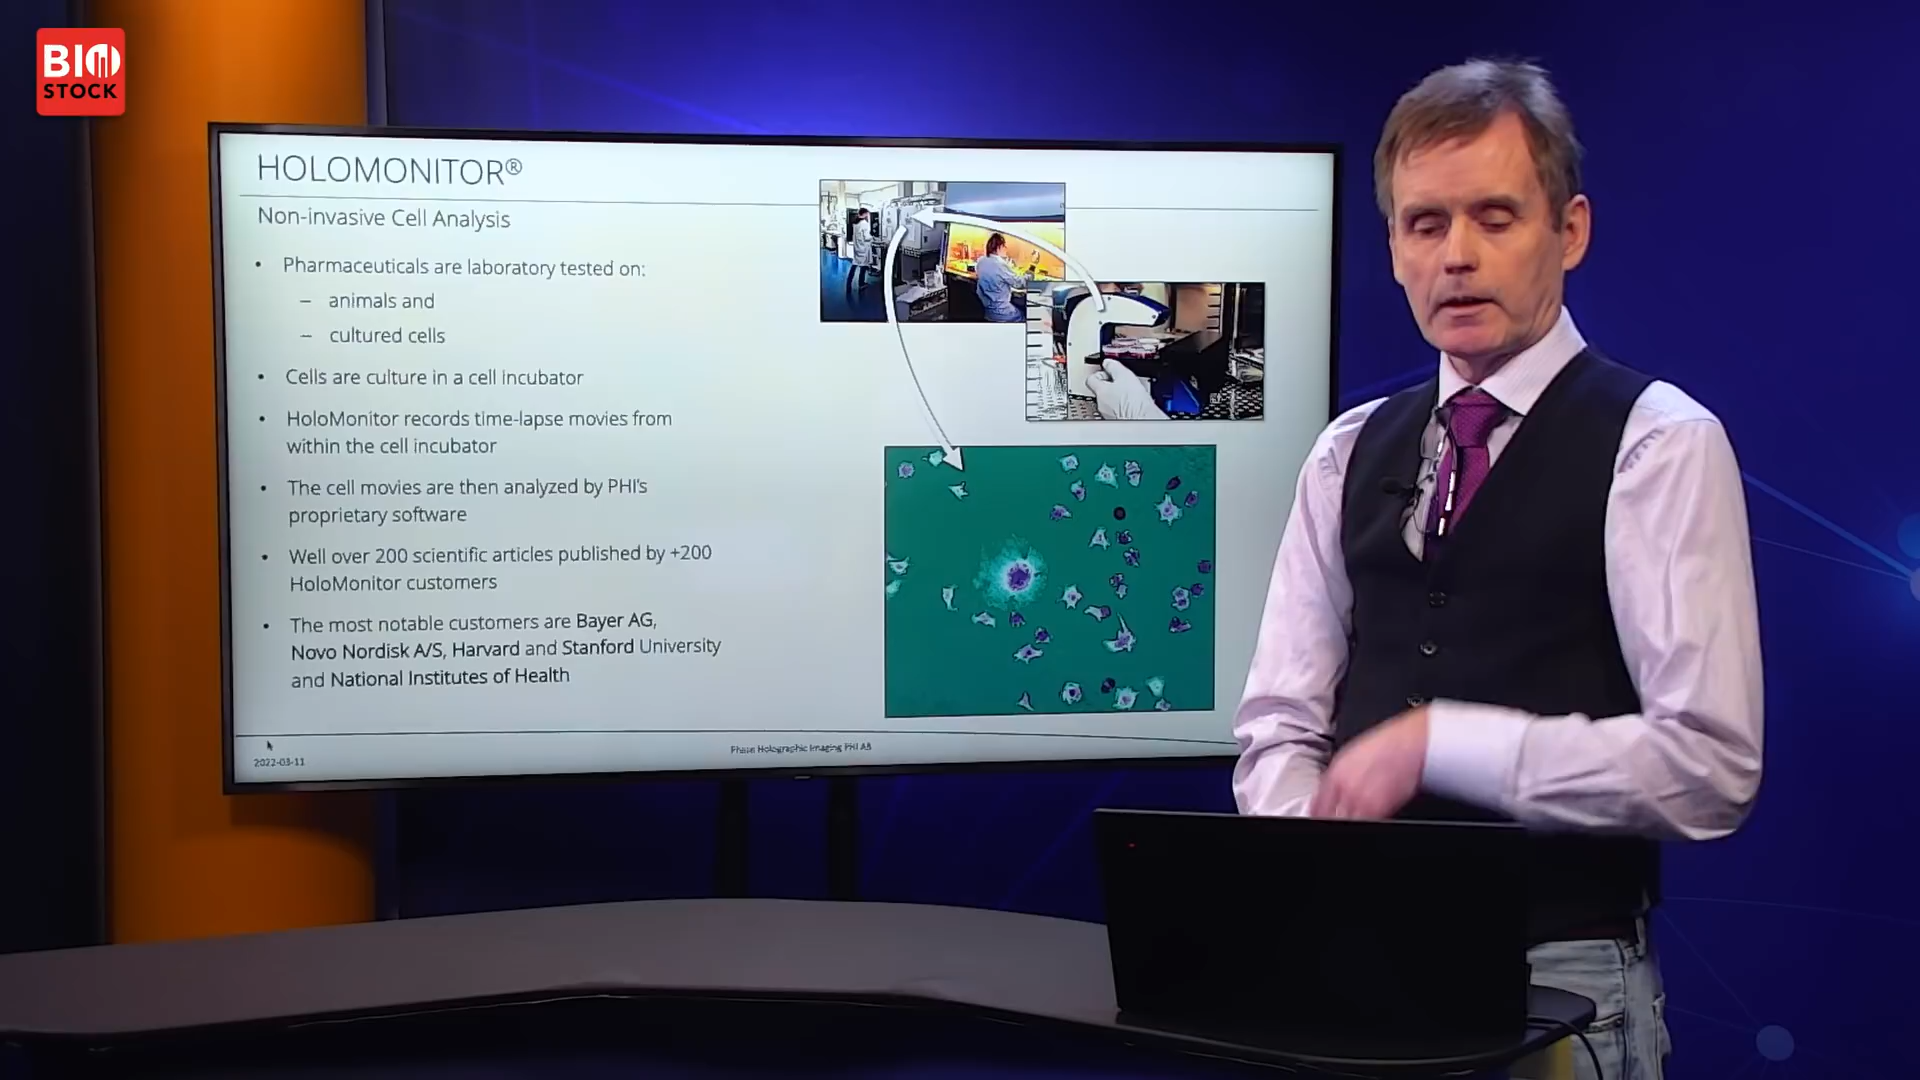 BIO
STOCK
HOLOMONITOR®
Non-invasive Cell Analysis
• Pharmaceuticals are laboratory tested on:
– animals and
– cultured cells
• Cells are culture in a cell incubator
• HoloMonitor records time-lapse movies from
within the cell incubator
• The cell movies are then analyzed by PHI's
proprietary software
• Well over 200 scientific articles published by +200
HoloMonitor customers
• The most notable customers are Bayer AG,
Novo Nordisk A/S, Harvard and Stanford University
and National Institutes of Health
2022-03-11
Phase Holographic Imaging PHI AB